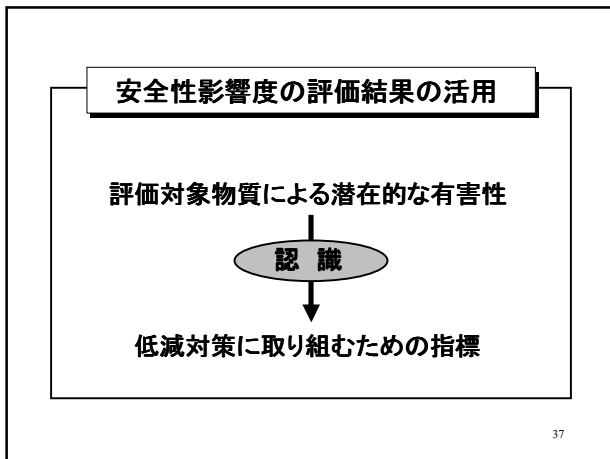 安全性影響度の評価結果の活用
評価対象物質による潜在的な有害性
認 識
低減対策に取り組むための指標
37